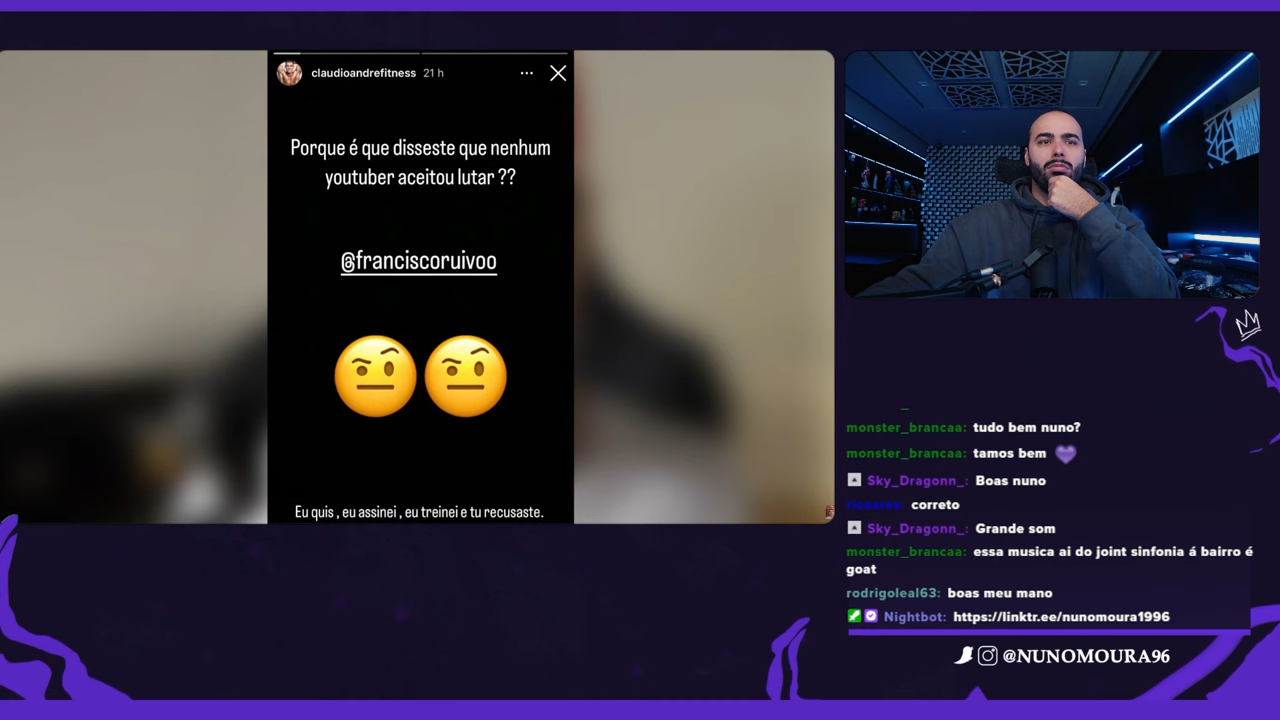 claudioandrefitness 21 h
Porque é que disseste que nenhum
youtuber aceitou lutar ??
@franciscoruivoo
Eu quis , eu assinei , eu treinei e tu recusaste.
monster_brancaa: tudo bem nuno?
monster_brancaa: tamos bem
Sky_Dragonn_: Boas nuno
correto
Sky_Dragonn_: Grande som
monster_brancaa: essa musica ai do joint sinfonia á bairro é
goat
rodrigoleal63: boas meu mano
Nightbot: https://linktr.ee/nunomoura1996
@NUNOMOURA96